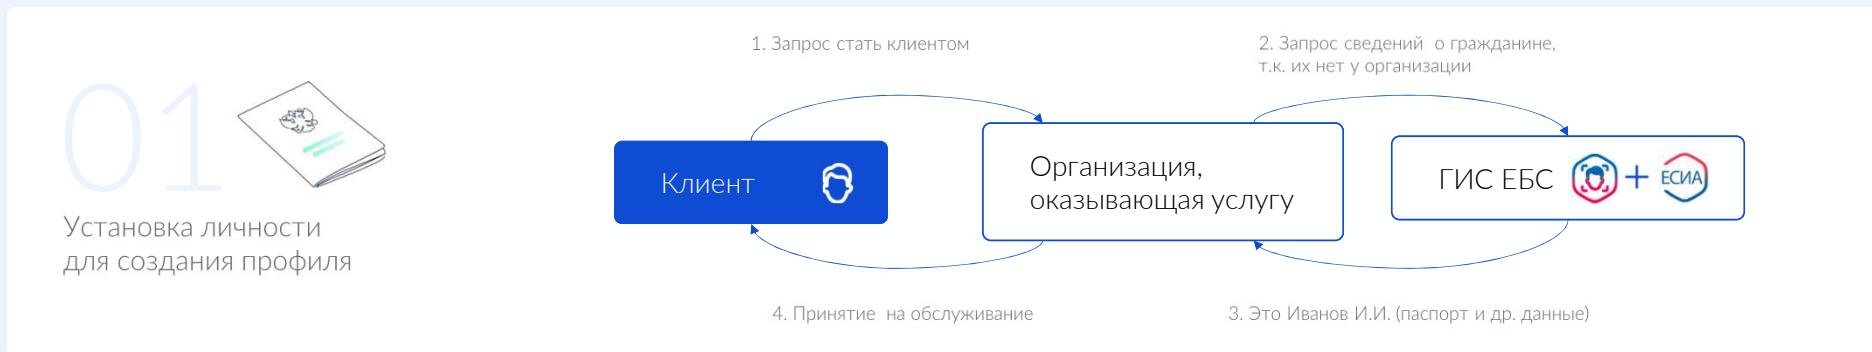 01
Установка личности
для создания профиля
1. Запрос стать клиентом
2. Запрос сведений о гражданине,
т.к. их нет у организации
Клиент
Организация,
оказывающая услугу
ГИС ЕБС + ЕСИА
4. Принятие на обслуживание
3. Это Иванов И.И. (паспорт и др. данные)